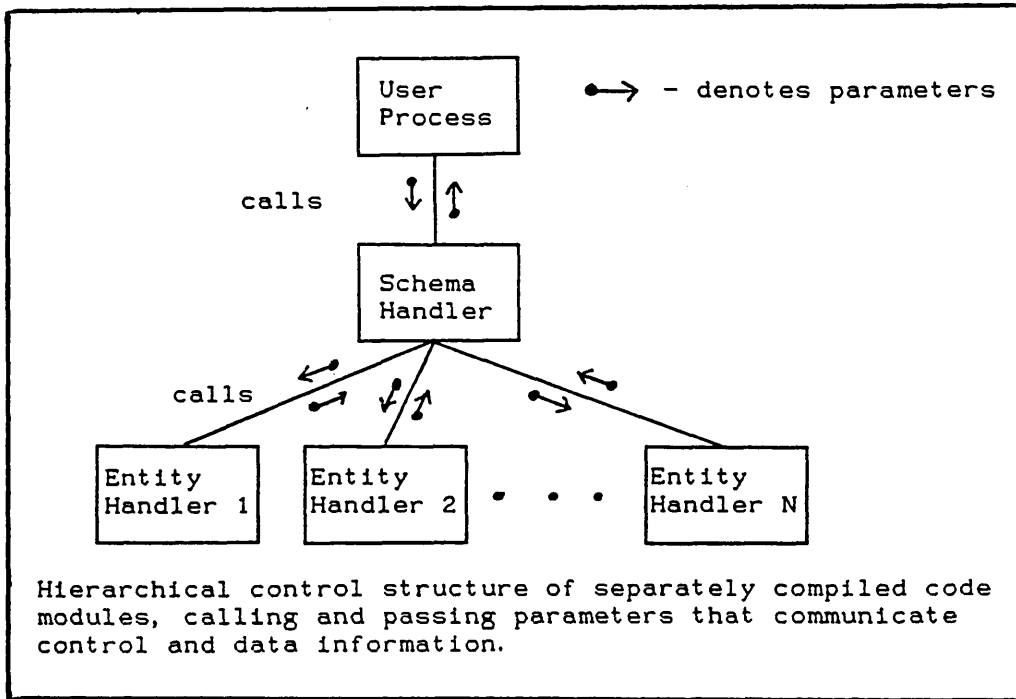 User
Process
- denotes parameters
calls
Schema
Handler
calls
Entity
Handler 1
Entity
Handler 2
Entity
Handler N
Hierarchical control structure of separately compiled code
modules, calling and passing parameters that communicate
control and data information.